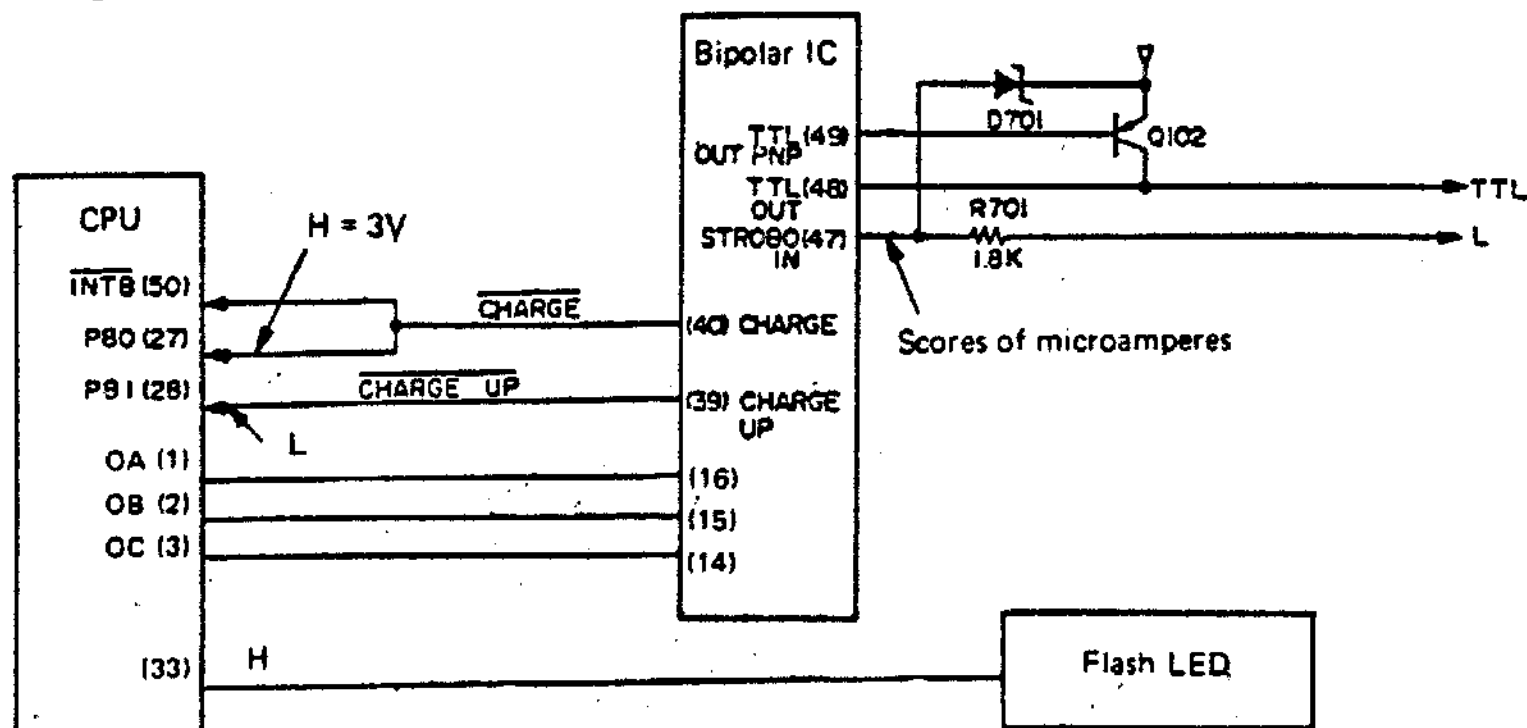 Bipolar IC
D701
TTL (49)
OUT PNP
Q102
TTL (48)
OUT
TTL
R701
STROBO (47)
IN
1.8K
L
Scores of microamperes
CPU
H = 3V
INTB (50)
CHARGE
(40) CHARGE
P80 (27)
P81 (28)
CHARGE UP
(39) CHARGE
UP
L
OA (1)
(16)
OB (2)
(15)
OC (3)
(14)
(33)
H
Flash LED